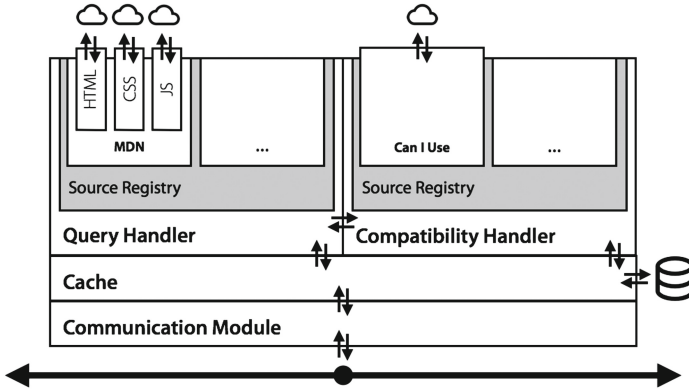 HTML
CSS
JS
MDN
...
Can I Use
...
Source Registry
Source Registry
Query Handler
Compatibility Handler
Cache
Communication Module